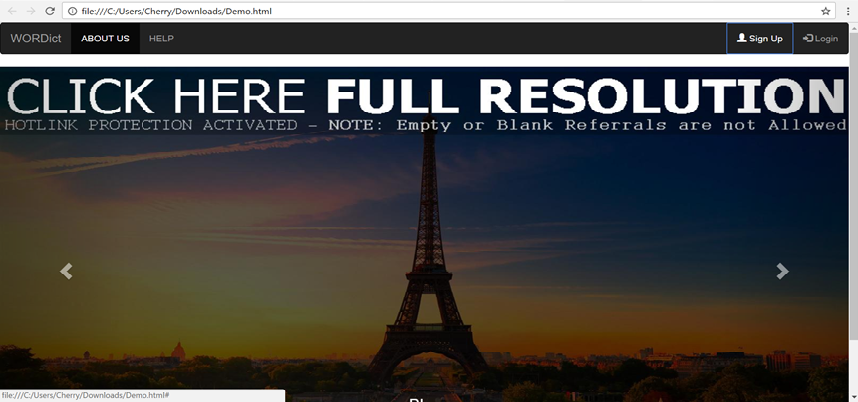 file:///C:/Users/Cherry/Downloads/Demo.html
WORDict ABOUT US HELP Sign Up Login
CLICK HERE FULL RESOLUTION
HOTLINK PROTECTION ACTIVATED – NOTE: Empty or Blank Referrals are not Allowed
file:///C:/Users/Cherry/Downloads/Demo.html#